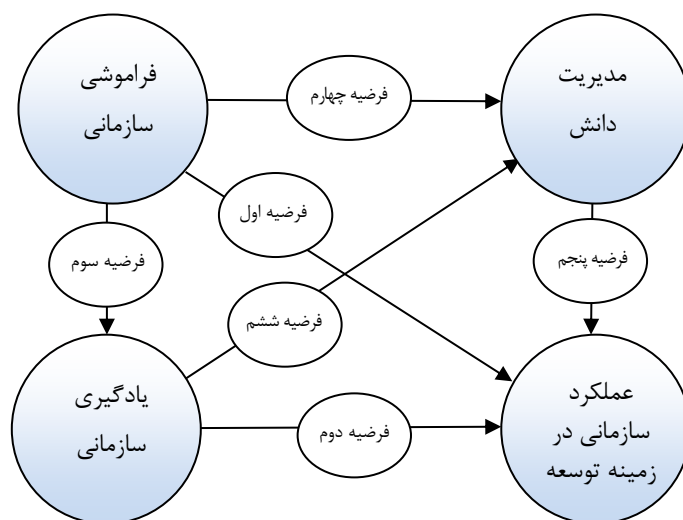 مدیریت
دانش
فرضیه چهارم
فراموشی
سازمانی
فرضیه اول
فرضیه پنجم
فرضیه سوم
فرضیه ششم
عملکرد
سازمانی در
زمینه توسعه
فرضیه دوم
یادگیری
سازمانی